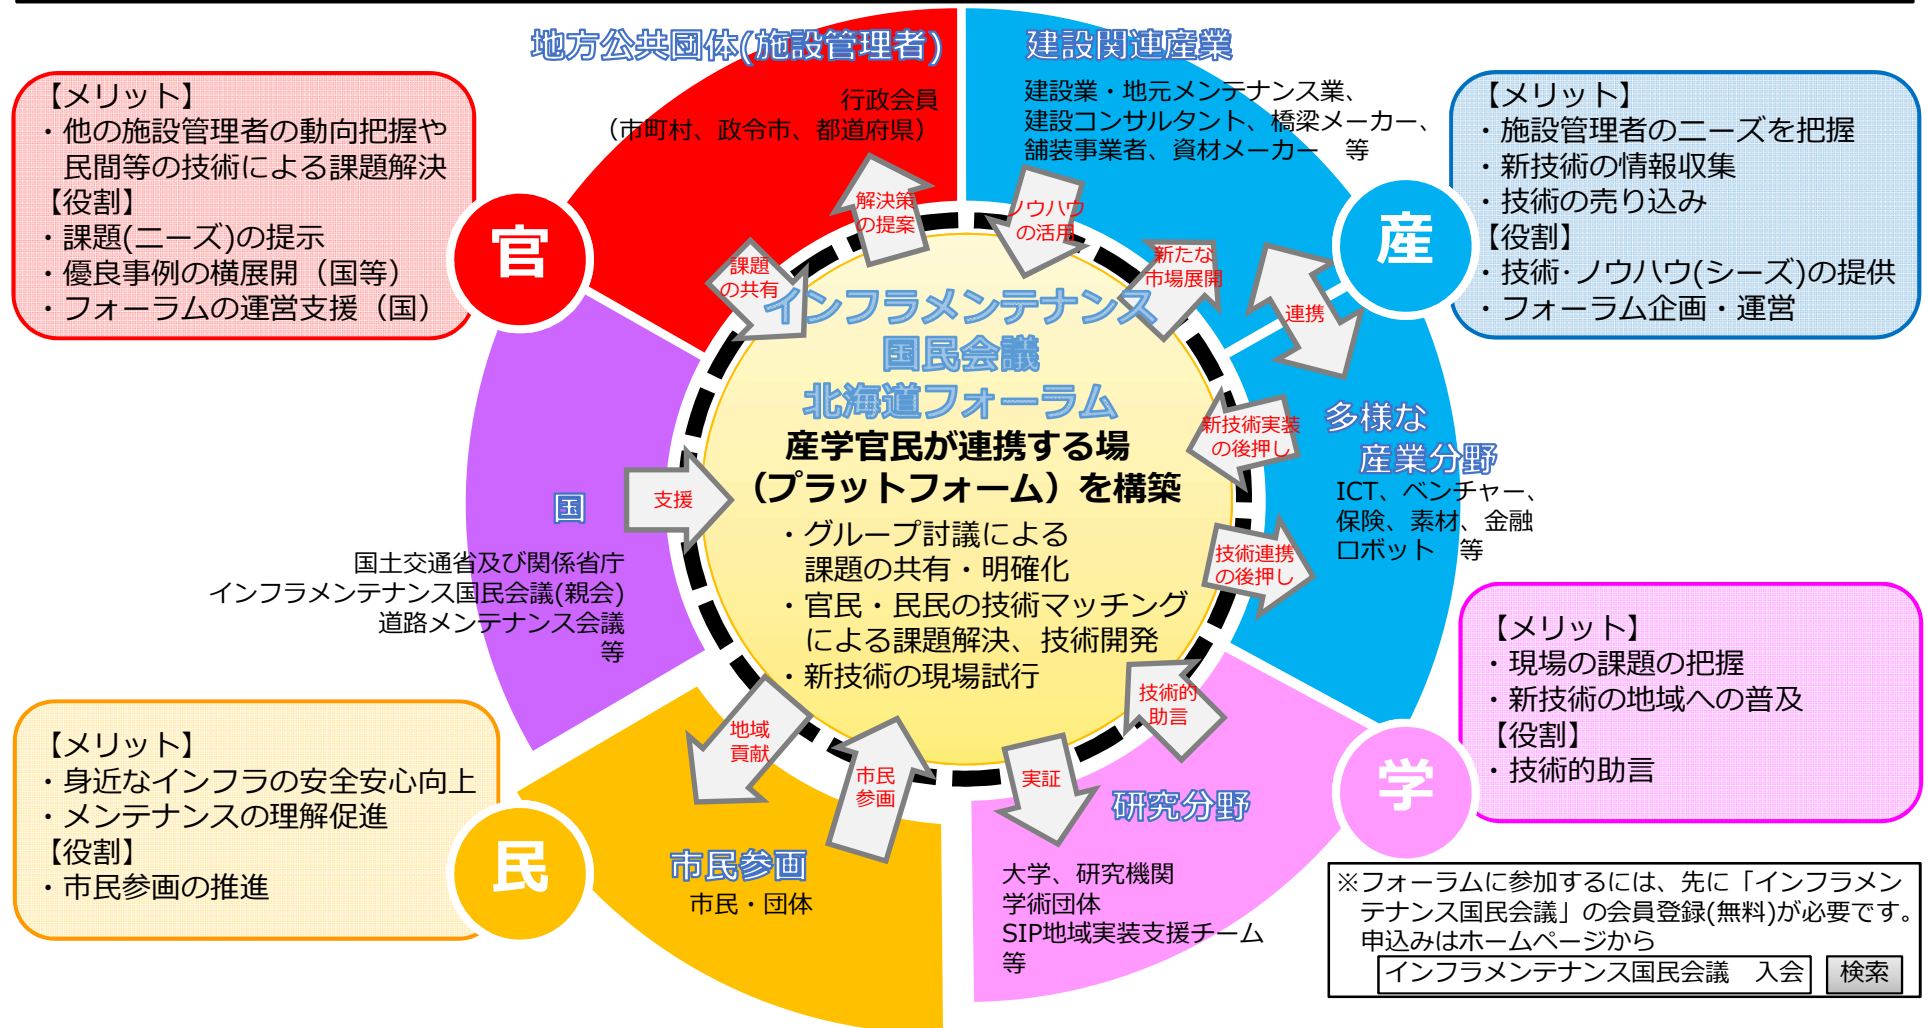 地方公共団体(施設管理者)
行政会員
（市町村、政令市、都道府県）
建設関連産業
建設業・地元メンテナンス業、
建設コンサルタント、橋梁メーカー、
舗装事業者、資材メーカー　等
【メリット】
・他の施設管理者の動向把握や
民間等の技術による課題解決
【役割】
・課題(ニーズ)の提示
・優良事例の横展開（国等）
・フォーラムの運営支援（国）
官
【メリット】
・施設管理者のニーズを把握
・新技術の情報収集
・技術の売り込み
【役割】
・技術･ノウハウ(シーズ)の提供
・フォーラム企画・運営
産
解決策
の提案
ノウハウ
の活用
課題
の共有
新たな
市場展開
連携
インフラメンテナンス
国民会議
北海道フォーラム
産学官民が連携する場
（プラットフォーム）を構築
・グループ討議による
課題の共有・明確化
・官民・民民の技術マッチング
による課題解決、技術開発
・新技術の現場試行
新技術実装
の後押し
多様な
産業分野
ICT、ベンチャー、
保険、素材、金融
ロボット　等
技術連携
の後押し
支援
国
国土交通省及び関係省庁
インフラメンテナンス国民会議(親会)
道路メンテナンス会議
等
【メリット】
・現場の課題の把握
・新技術の地域への普及
【役割】
・技術的助言
学
技術的
助言
実証
研究分野
大学、研究機関
学術団体
SIP地域実装支援チーム
等
地域
貢献
市民
参画
市民参画
市民・団体
【メリット】
・身近なインフラの安全安心向上
・メンテナンスの理解促進
【役割】
・市民参画の推進
民
※フォーラムに参加するには、先に「インフラメン
テナンス国民会議」の会員登録(無料)が必要です。
申込みはホームページから
インフラメンテナンス国民会議　入会　検索